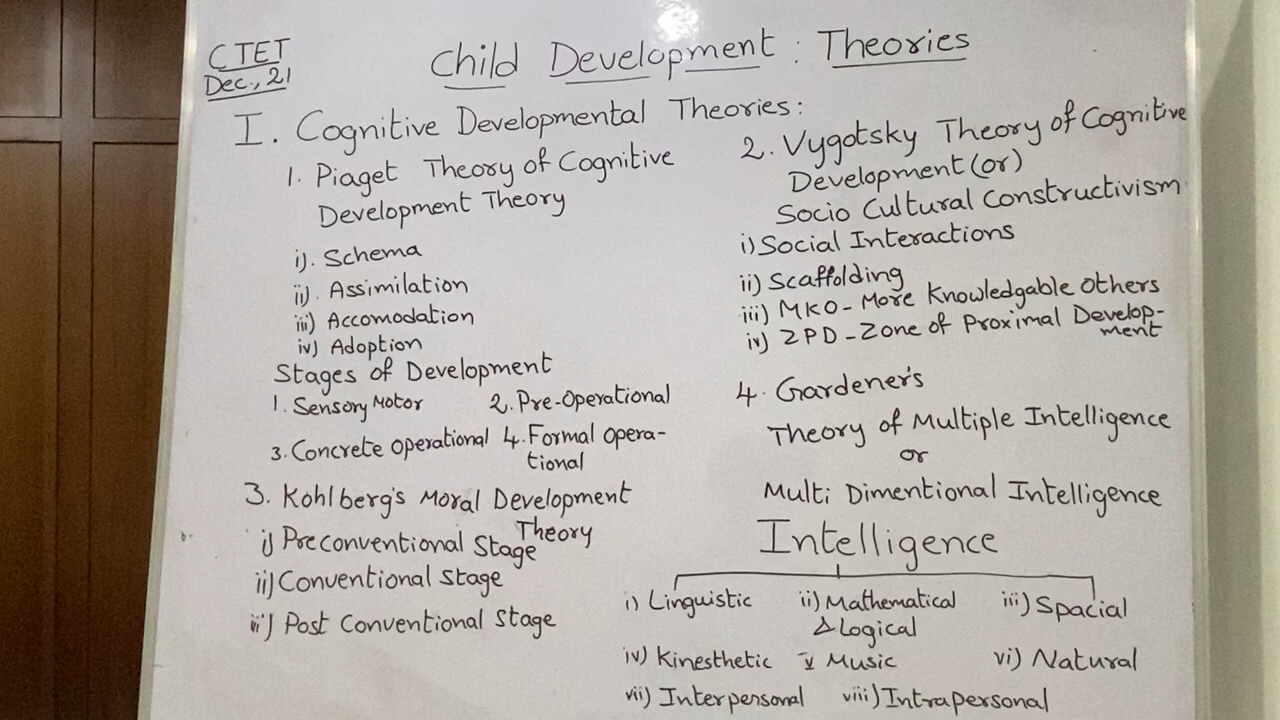 CTET
Dec., 21
Child Development : Theories
I. Cognitive Developmental Theories:
1. Piaget Theory of Cognitive
Development Theory
i). Schema
ii). Assimilation
iii) Accomodation
iv) Adoption
Stages of Development
1. Sensory Motor 2. Pre-Operational
3. Concrete Operational 4. Formal Opera-
tional
2. Vygotsky Theory of Cognitive
Development (or)
Socio Cultural Constructivism
i) Social Interactions
ii) Scaffolding
iii) MKO - More Knowledgable Others
iv) ZPD - Zone of Proximal Develop-
ment
3. Kohlberg's Moral Development
Theory
i) Preconventional Stage
ii) Conventional Stage
iii) Post Conventional Stage
4. Gardener's
Theory of Multiple Intelligence
or
Multi Dimentional Intelligence
Intelligence
i) Linguistic ii) Mathematical iii) Spacial
& Logical
iv) Kinesthetic v Music vi) Natural
vii) Interpersonal viii) Intrapersonal